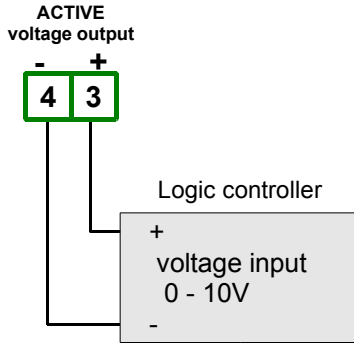 ACTIVE
voltage output
- +
4 3
Logic controller
+
voltage input
0 - 10V
-